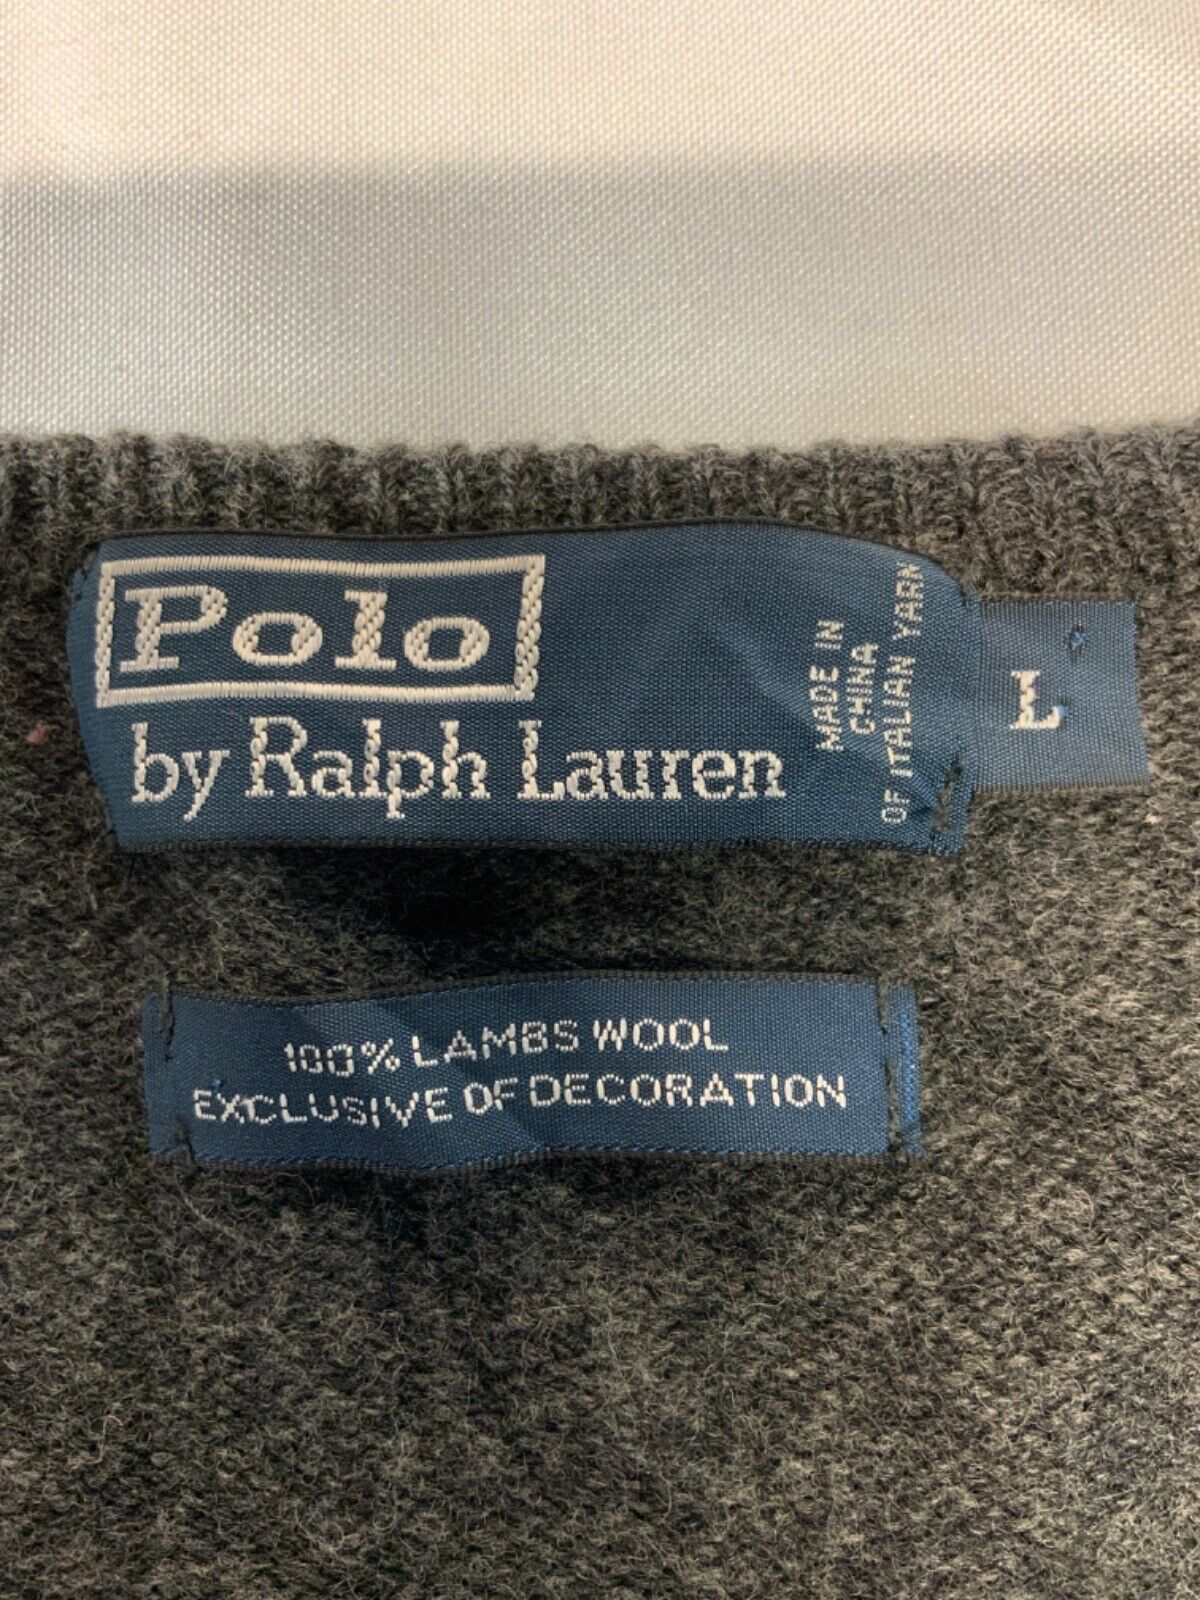 Polo
by Ralph Lauren
MADE IN
CHINA
OF ITALIAN YARN
L
100% LAMBS WOOL
EXCLUSIVE OF DECORATION